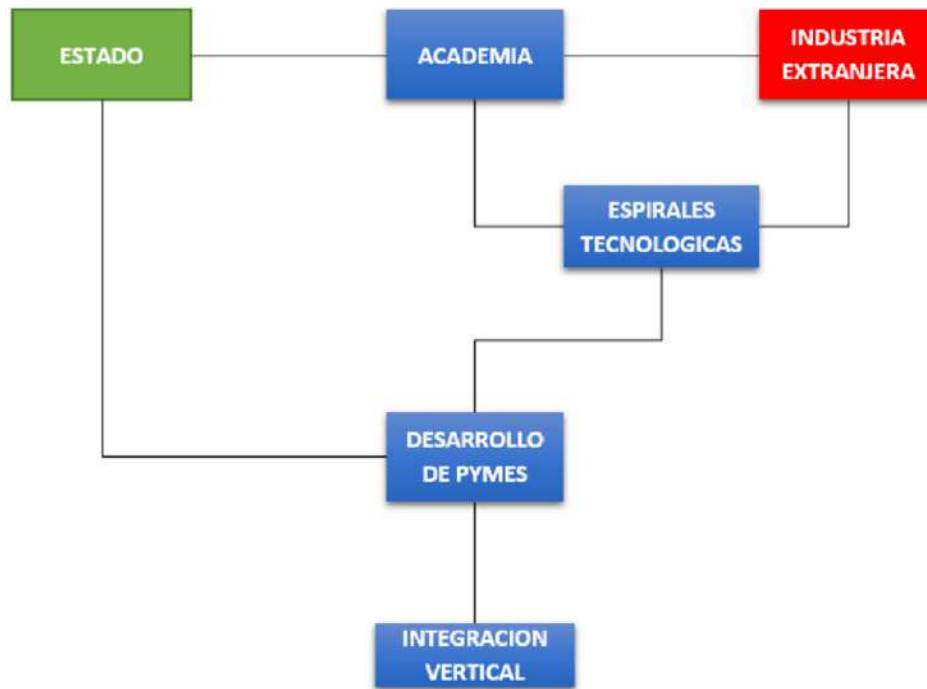 ESTADO
ACADEMIA
INDUSTRIA
EXTRANJERA
ESPIRALES
TECNOLOGICAS
DESARROLLO
DE PYMES
INTEGRACION
VERTICAL